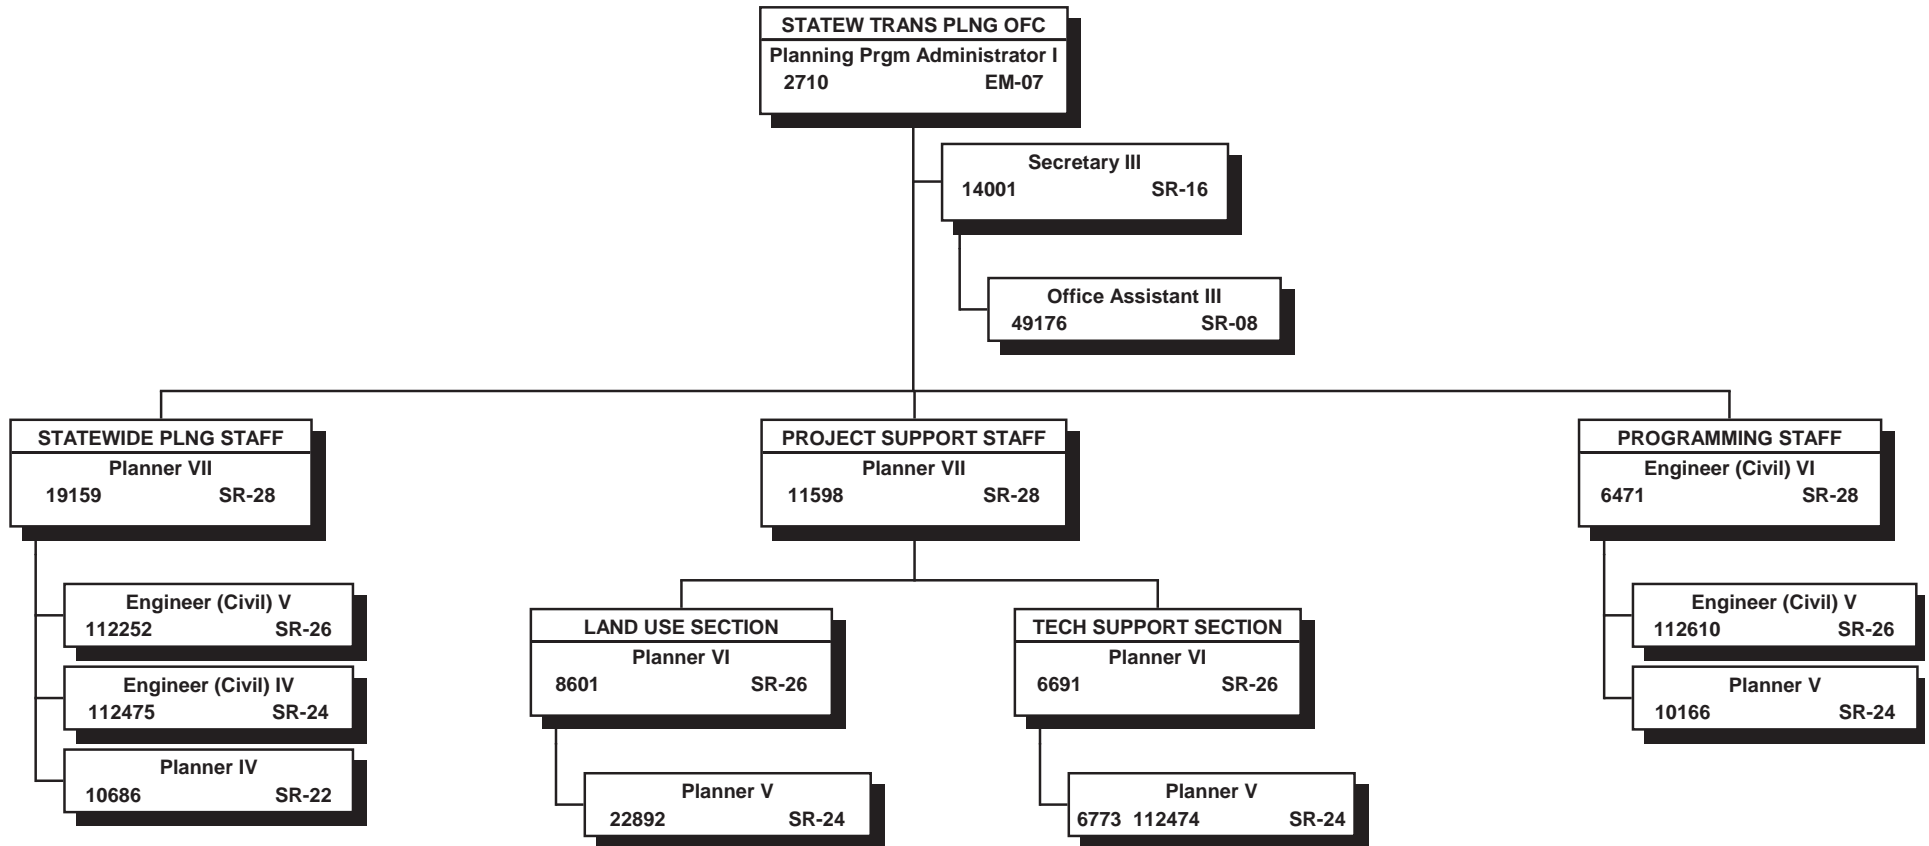 STATEW TRANS PLNG OFC
Planning Prgm Administrator I
2710 EM-07
Secretary III
14001 SR-16
Office Assistant III
49176 SR-08
STATEWIDE PLNG STAFF
Planner VII
19159 SR-28
Engineer (Civil) V
112252 SR-26
Engineer (Civil) IV
112475 SR-24
Planner IV
10686 SR-22
PROJECT SUPPORT STAFF
Planner VII
11598 SR-28
LAND USE SECTION
Planner VI
8601 SR-26
Planner V
22892 SR-24
TECH SUPPORT SECTION
Planner VI
6691 SR-26
Planner V
6773 112474 SR-24
PROGRAMMING STAFF
Engineer (Civil) VI
6471 SR-28
Engineer (Civil) V
112610 SR-26
Planner V
10166 SR-24